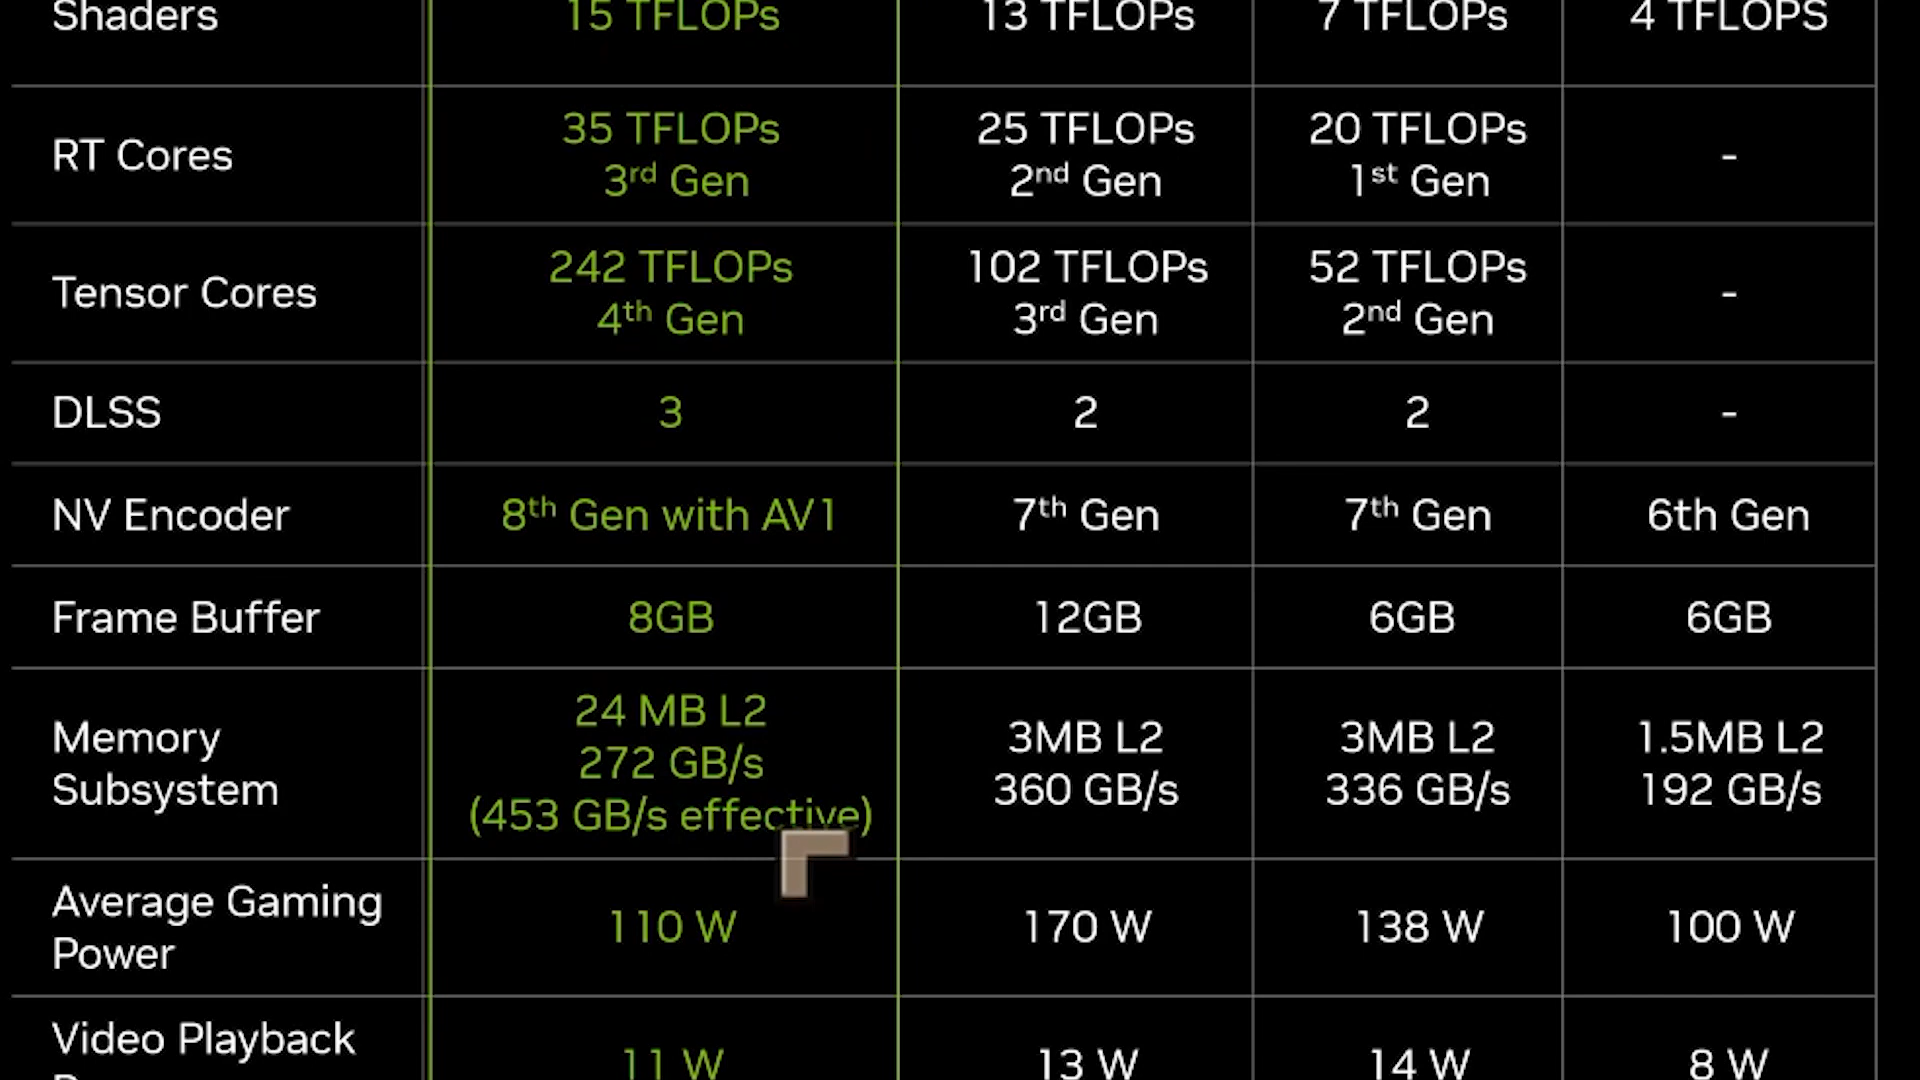 Shaders 15 TFLOPs 13 TFLOPs 7 TFLOPs 4 TFLOPS
RT Cores
35 TFLOPs 25 TFLOPs 20 TFLOPs -
3rd Gen 2nd Gen 1st Gen
Tensor Cores
242 TFLOPs 102 TFLOPs 52 TFLOPs -
4th Gen 3rd Gen 2nd Gen
DLSS 3 2 2 -
NV Encoder 8th Gen with AV1 7th Gen 7th Gen 6th Gen
Frame Buffer 8GB 12GB 6GB 6GB
Memory
Subsystem
24 MB L2
272 GB/s
(453 GB/s effective)
3MB L2
360 GB/s
3MB L2
336 GB/s
1.5MB L2
192 GB/s
Average Gaming
Power
110 W 170 W 138 W 100 W
Video Playback
11 W 13 W 14 W 8 W